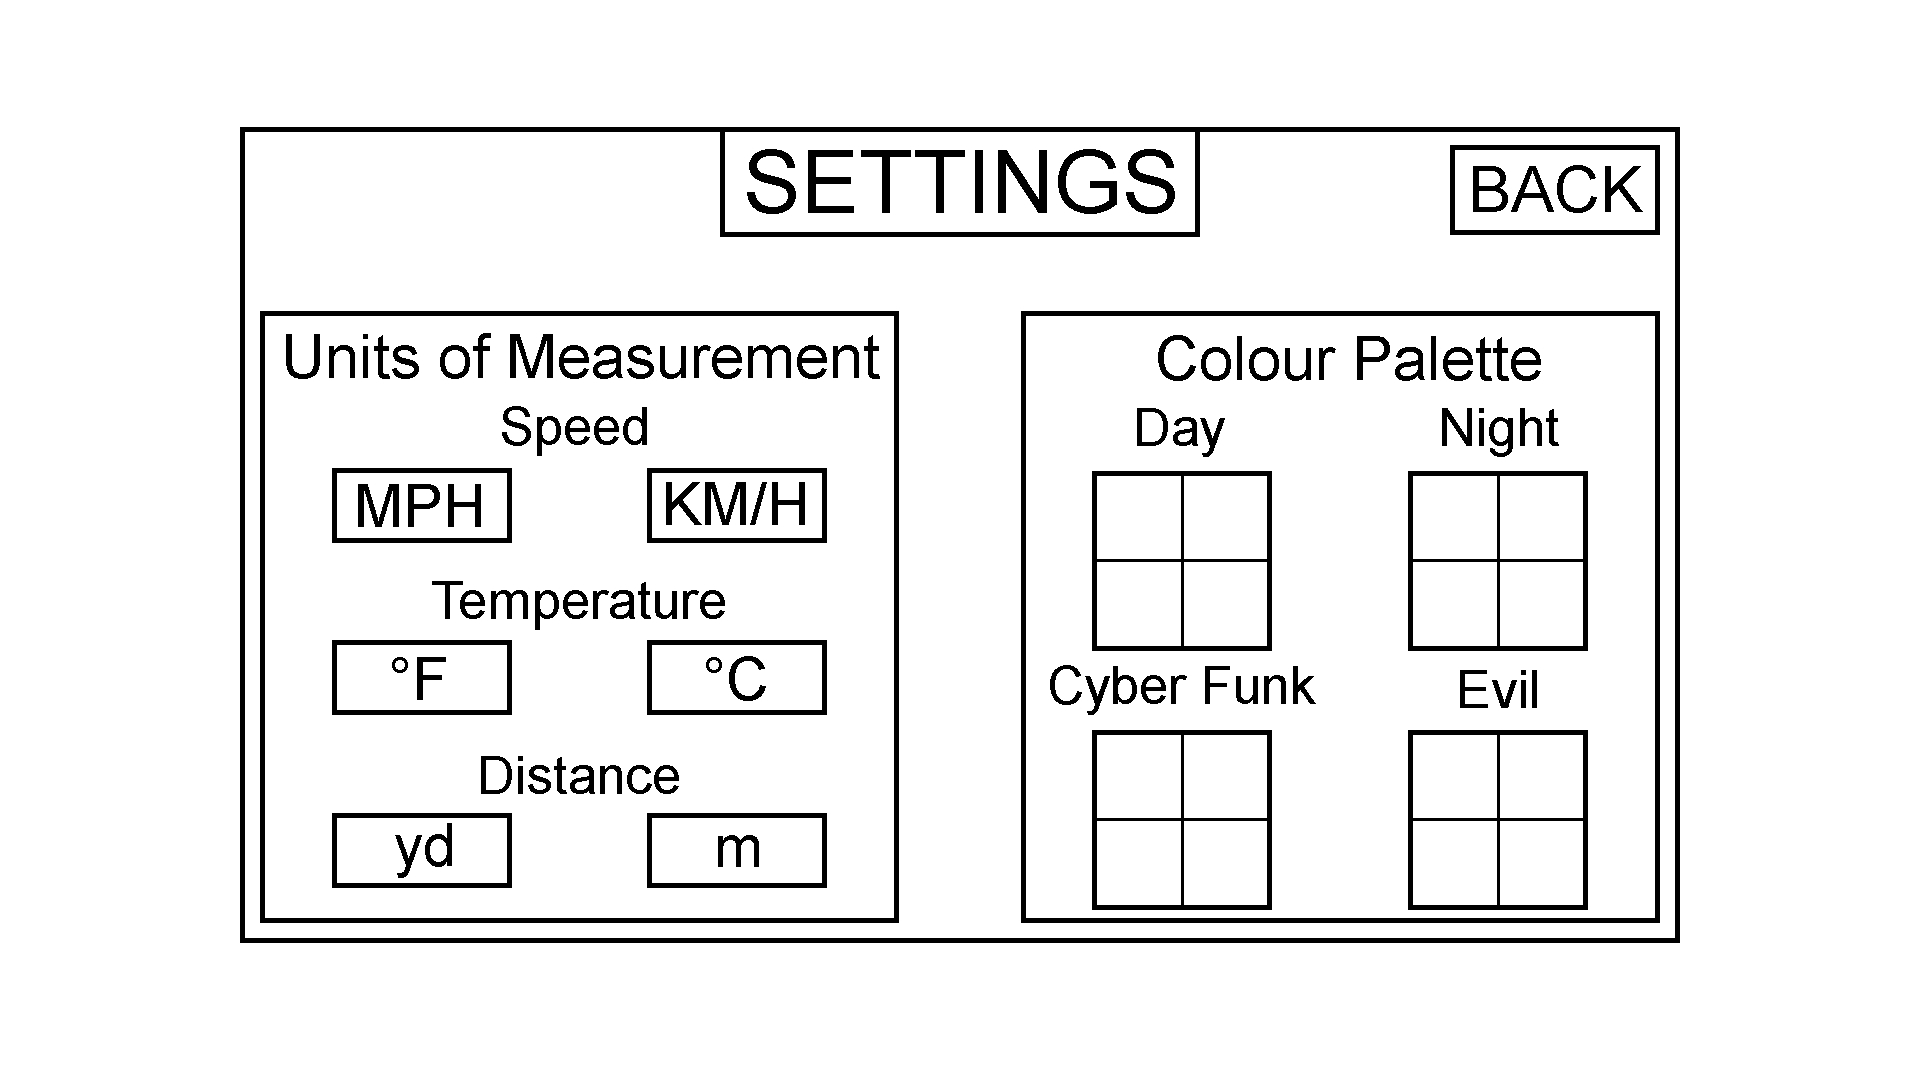 SETTINGS
BACK
Units of Measurement
Speed
MPH KM/H
Temperature
°F °C
Distance
yd m
Colour Palette
Day Night
Cyber Funk Evil